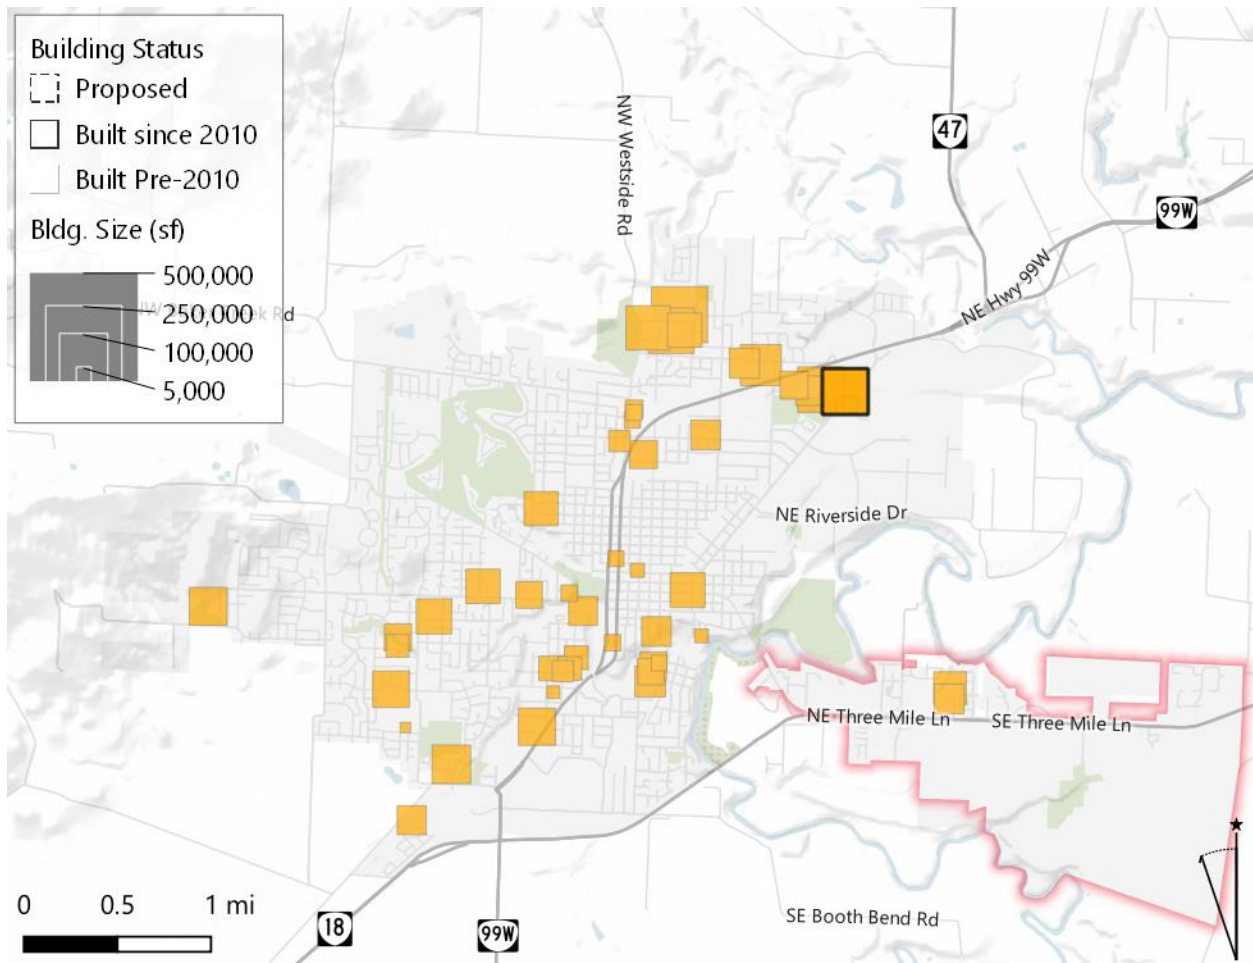 Building Status
Proposed
Built since 2010
Built Pre-2010
Bldg. Size (sf)
500,000
250,000
100,000
5,000
ek Rd
NW Westside Rd
47
99W
NE Hwy 99W
NE Riverside Dr
NE Three Mile Ln
SE Three Mile Ln
SE Booth Bend Rd
0 0.5 1 mi
18
99W